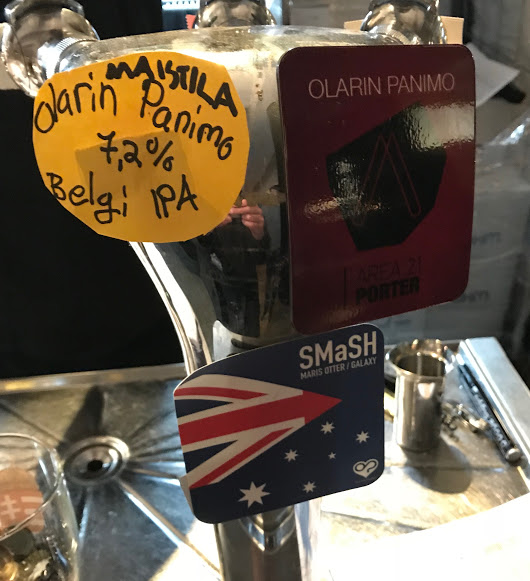 MAISTILA
Olarin Panimo
7,2%
Belgi IPA
OLARIN PANIMO
AREA 21
PORTER
SMaSH
MARIS OTTER / GALAXY